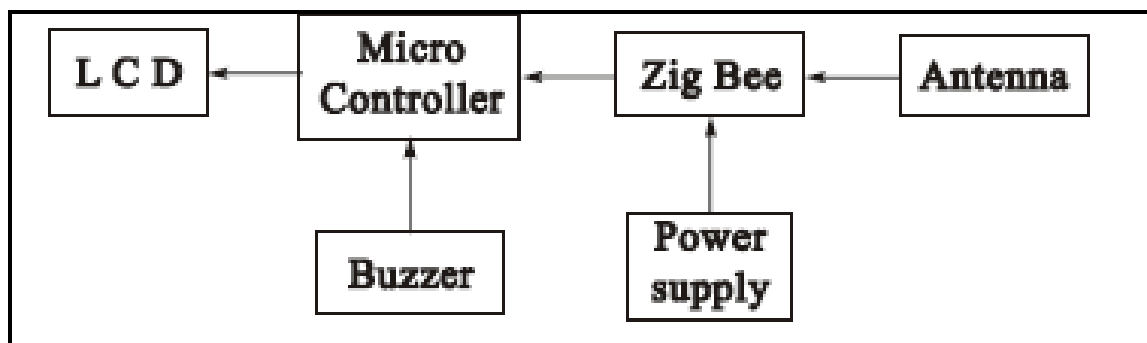 L C D
Micro
Controller
Zig Bee
Antenna
Buzzer
Power
supply